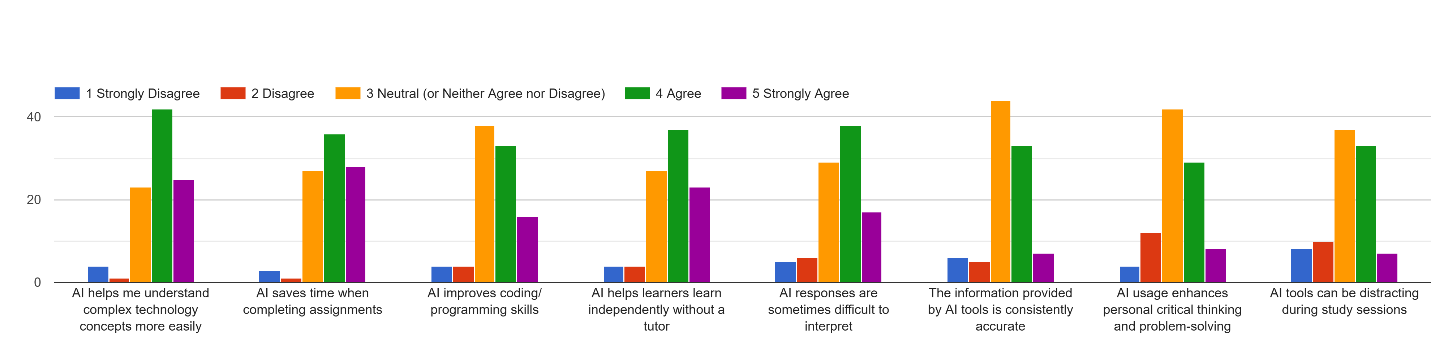 1 Strongly Disagree 2 Disagree 3 Neutral (or Neither Agree nor Disagree) 4 Agree 5 Strongly Agree
40
20
0
AI helps me understand
complex technology
concepts more easily
AI saves time when
completing assignments
AI improves coding/
programming skills
AI helps learners learn
independently without a
tutor
AI responses are
sometimes difficult to
interpret
The information provided
by AI tools is consistently
accurate
AI usage enhances
personal critical thinking
and problem-solving
AI tools can be distracting
during study sessions